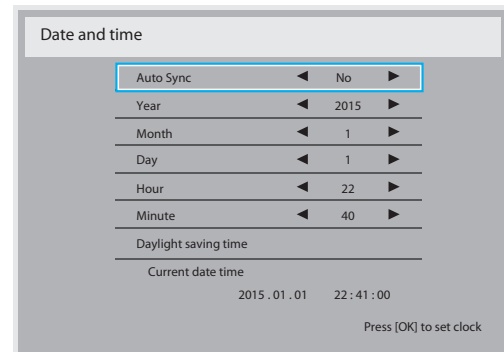 Date and time
Auto Sync ◀ No ▶
Year ◀ 2015 ▶
Month ◀ 1 ▶
Day ◀ 1 ▶
Hour ◀ 22 ▶
Minute ◀ 40 ▶
Daylight saving time
Current date time
2015 . 01 . 01 22 : 41 : 00
Press [OK] to set clock